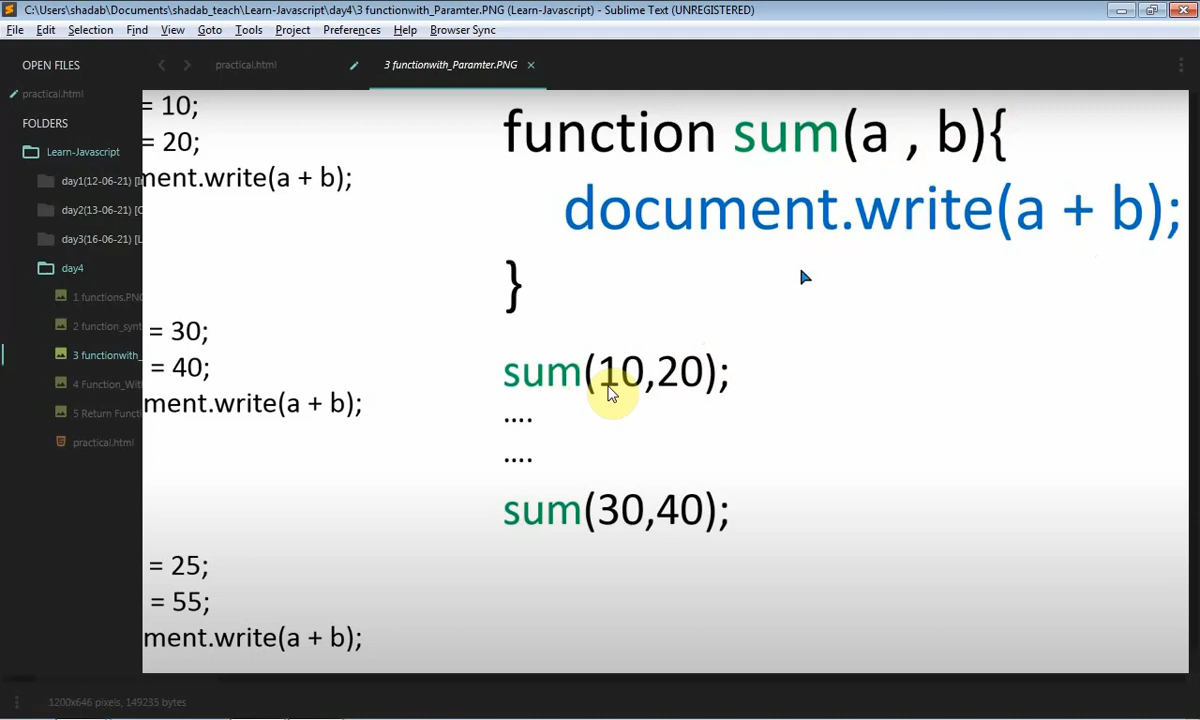 C:\Users\shadab\Documents\shadab_teach\Learn-Javascript\day4\3 functionwith_Paramter.PNG (Learn-Javascript) - Sublime Text (UNREGISTERED)
File Edit Selection Find View Goto Tools Project Preferences Help Browser Sync
OPEN FILES
practical.html
FOLDERS
Learn-Javascript
day1(12-06-21) [
day2(13-06-21) [
day3(16-06-21) [
day4
1 functions.PNG
2 function_synt
3 functionwith_
4 Function_With
5 Return Funct
practical.html
practical.html
3 functionwith_Paramter.PNG
= 10;
= 20;
ment.write(a + b);
= 30;
= 40;
ment.write(a + b);
= 25;
= 55;
ment.write(a + b);
function sum(a , b){
document.write(a + b);
}
sum(10,20);
....
....
sum(30,40);
1200x646 pixels, 149235 bytes